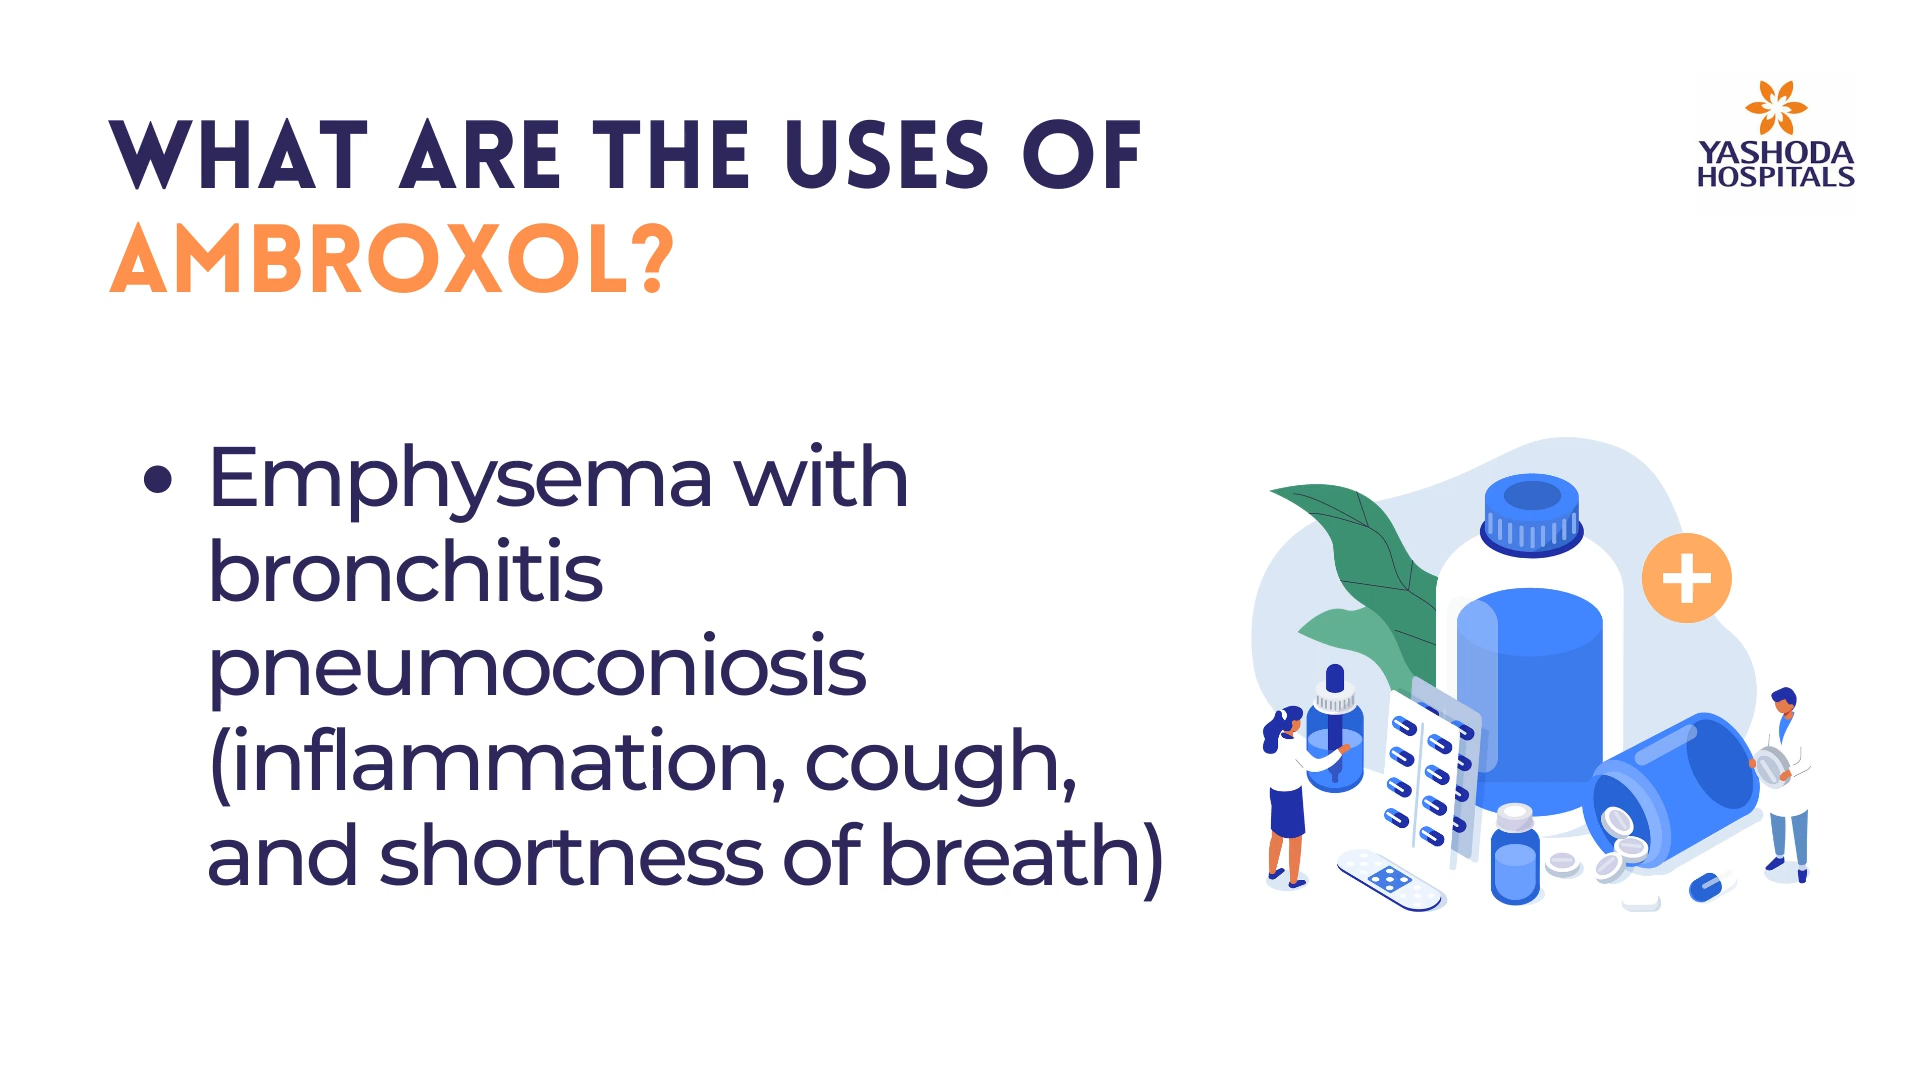 WHAT ARE THE USES OF
AMBROXOL?
YASHODA
HOSPITALS
• Emphysema with
bronchitis
pneumoconiosis
(inflammation, cough,
and shortness of breath)